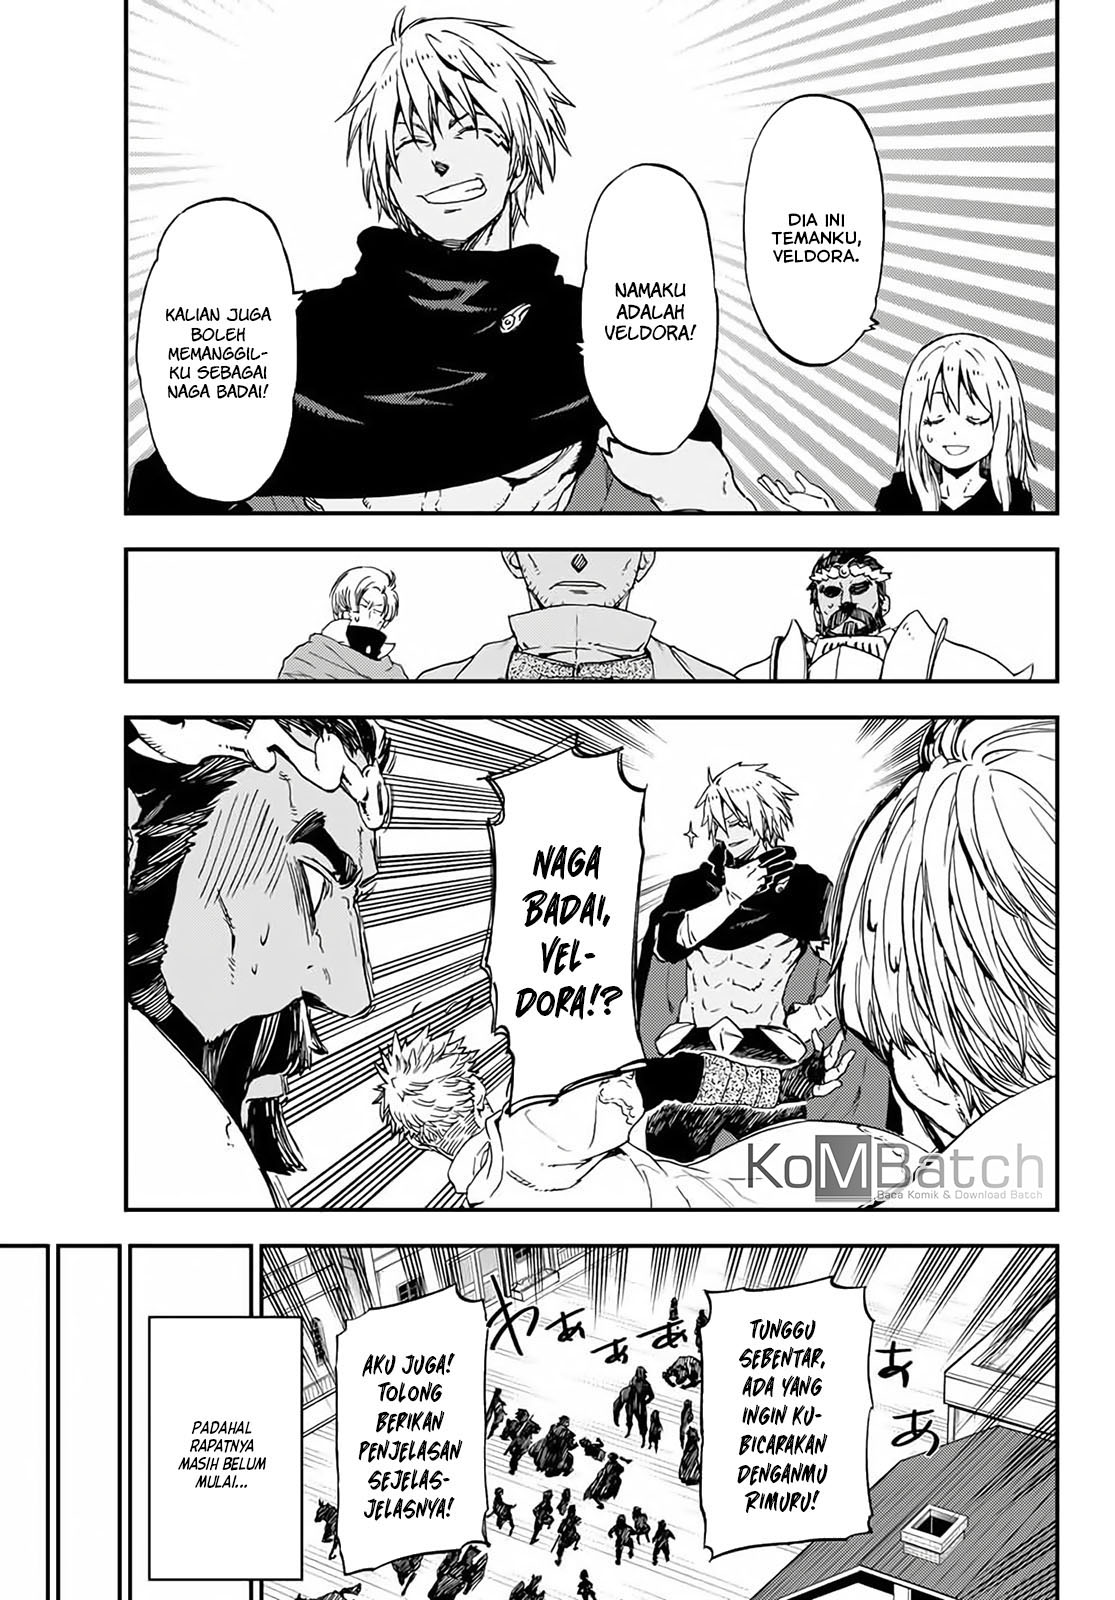 DIA INI
TEMANKU,
VELDORA.
NAMAKU
ADALAH
VELDORA!
KALIAN JUGA
BOLEH
MEMANGGIL-
KU SEBAGAI
NAGA BADAI!
NAGA
BADAI,
VEL-
DORA!?
KoMBatch
Baca Komik & Download Batch
TUNGGU
SEBENTAR,
ADA YANG
INGIN KU-
BICARAKAN
DENGANMU
RIMURU!
あぁ
わぁぁぁ
AKU JUGA!
TOLONG
BERIKAN
PENJELASAN
SEJELAS-
JELASNYA!
PADAHAL
RAPATNYA
MASIH BELUM
MULAI...